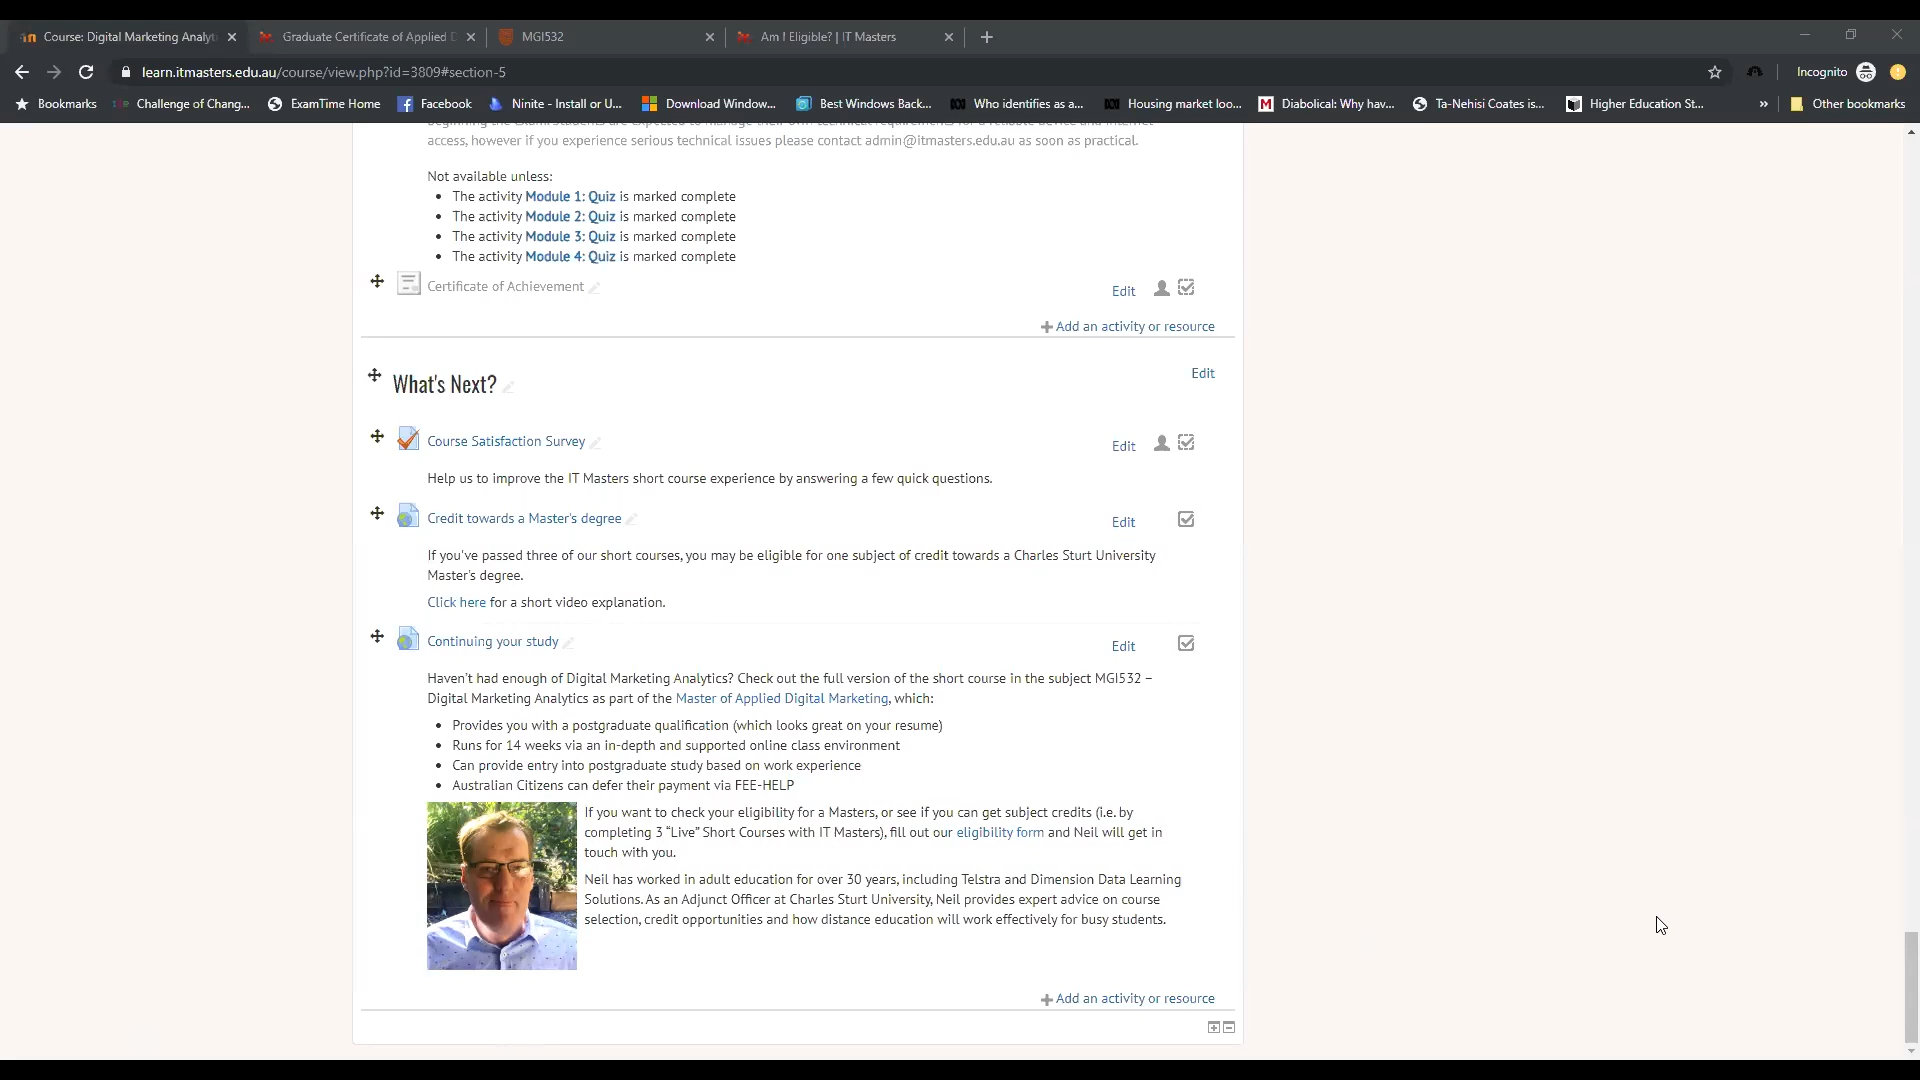 Course: Digital Marketing Analyti
Graduate Certificate of Applied D
MGI532
Am I Eligible? | IT Masters
learn.itmasters.edu.au/course/view.php?id=3809#section-5
Incognito
Bookmarks
Challenge of Chang...
ExamTime Home
Facebook
Ninite - Install or U...
Download Window...
Best Windows Back...
Who identifies as a...
Housing market loo...
Diabolical: Why hav...
Ta-Nehisi Coates is...
Higher Education St...
»
Other bookmarks
access, however if you experience serious technical issues please contact admin@itmasters.edu.au as soon as practical.
Not available unless:
• The activity Module 1: Quiz is marked complete
• The activity Module 2: Quiz is marked complete
• The activity Module 3: Quiz is marked complete
• The activity Module 4: Quiz is marked complete
Certificate of Achievement
Edit
Add an activity or resource
What's Next?
Edit
Course Satisfaction Survey
Edit
Help us to improve the IT Masters short course experience by answering a few quick questions.
Credit towards a Master's degree
Edit
If you've passed three of our short courses, you may be eligible for one subject of credit towards a Charles Sturt University
Master's degree.
Click here for a short video explanation.
Continuing your study
Edit
Haven't had enough of Digital Marketing Analytics? Check out the full version of the short course in the subject MGI532 –
Digital Marketing Analytics as part of the Master of Applied Digital Marketing, which:
• Provides you with a postgraduate qualification (which looks great on your resume)
• Runs for 14 weeks via an in-depth and supported online class environment
• Can provide entry into postgraduate study based on work experience
• Australian Citizens can defer their payment via FEE-HELP
If you want to check your eligibility for a Masters, or see if you can get subject credits (i.e. by
completing 3 “Live” Short Courses with IT Masters), fill out our eligibility form and Neil will get in
touch with you.
Neil has worked in adult education for over 30 years, including Telstra and Dimension Data Learning
Solutions. As an Adjunct Officer at Charles Sturt University, Neil provides expert advice on course
selection, credit opportunities and how distance education will work effectively for busy students.
Add an activity or resource